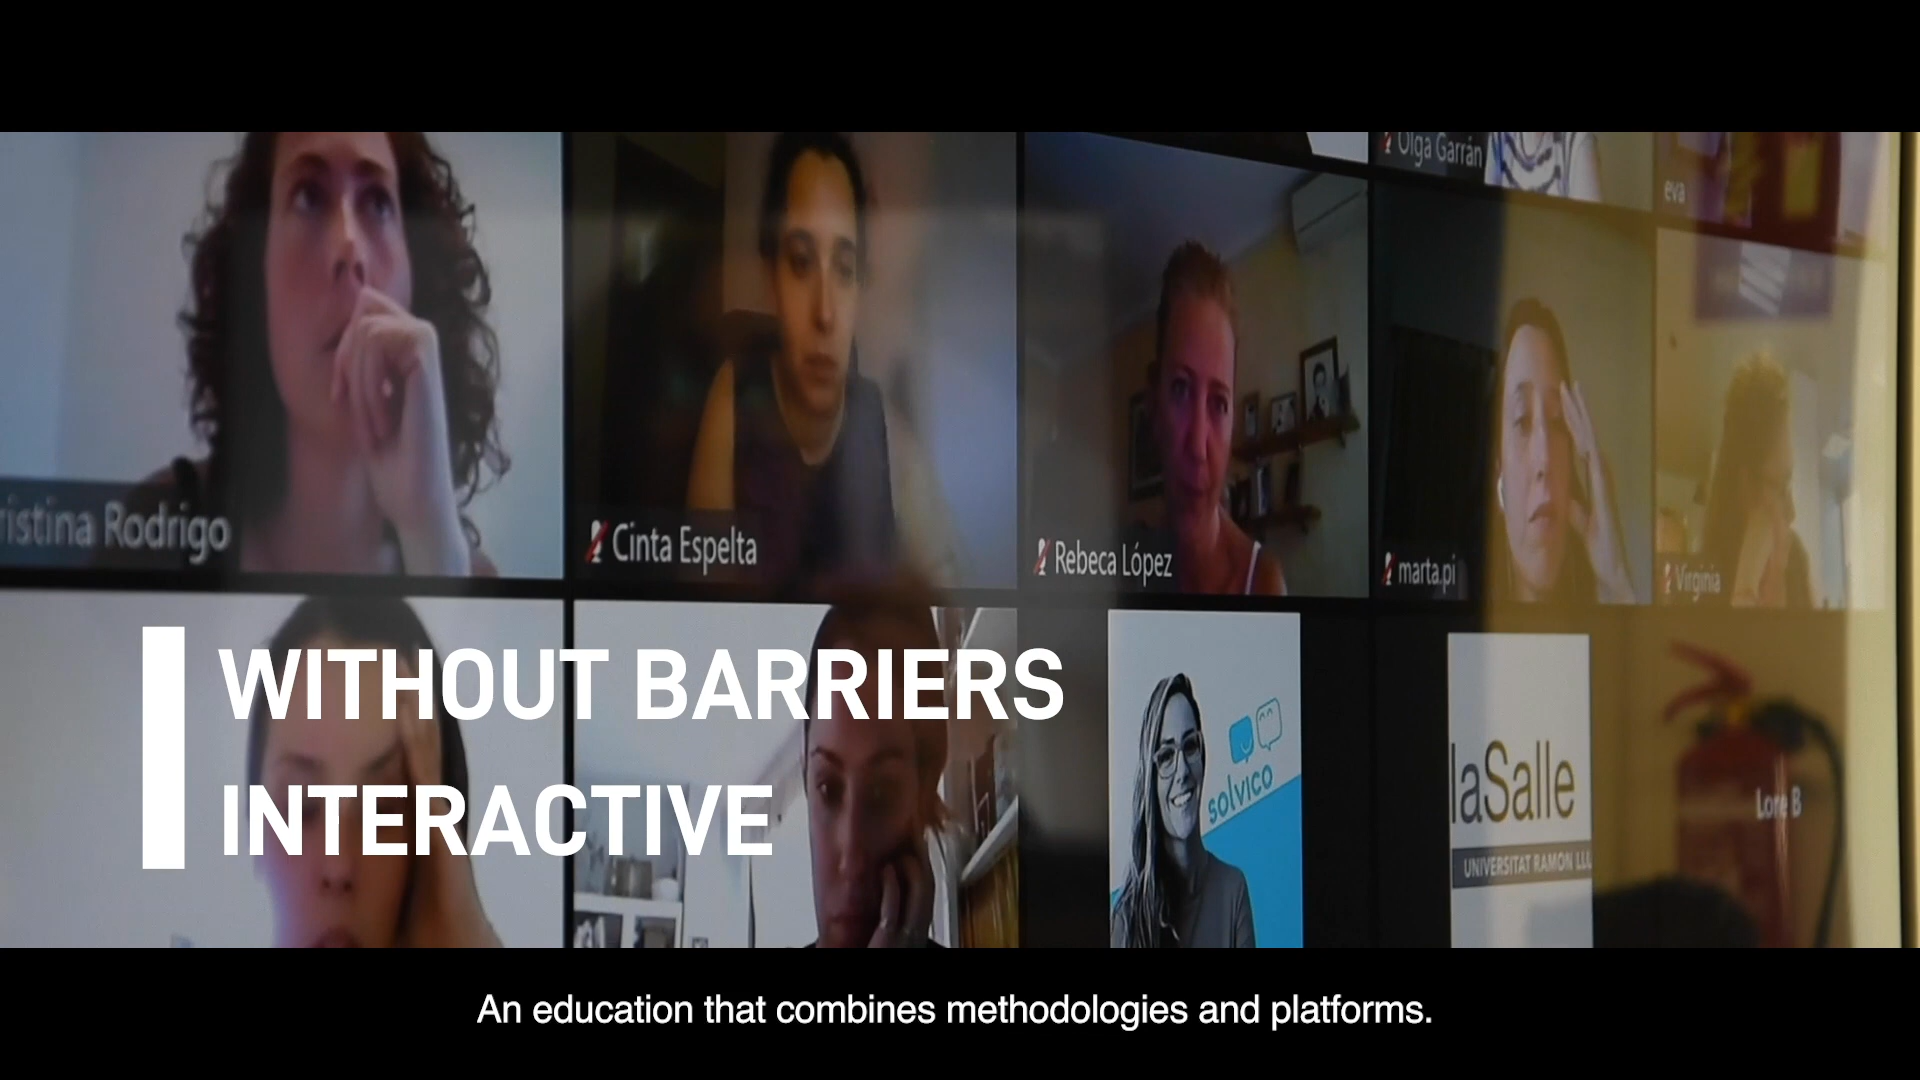 Olga Garrán
eva
ristina Rodrigo
Cinta Espelta
Rebeca López
marta.pi
Virginia
WITHOUT BARRIERS
INTERACTIVE
solvico
laSalle
UNIVERSITAT RAMON LLU
Lore B
An education that combines methodologies and platforms.